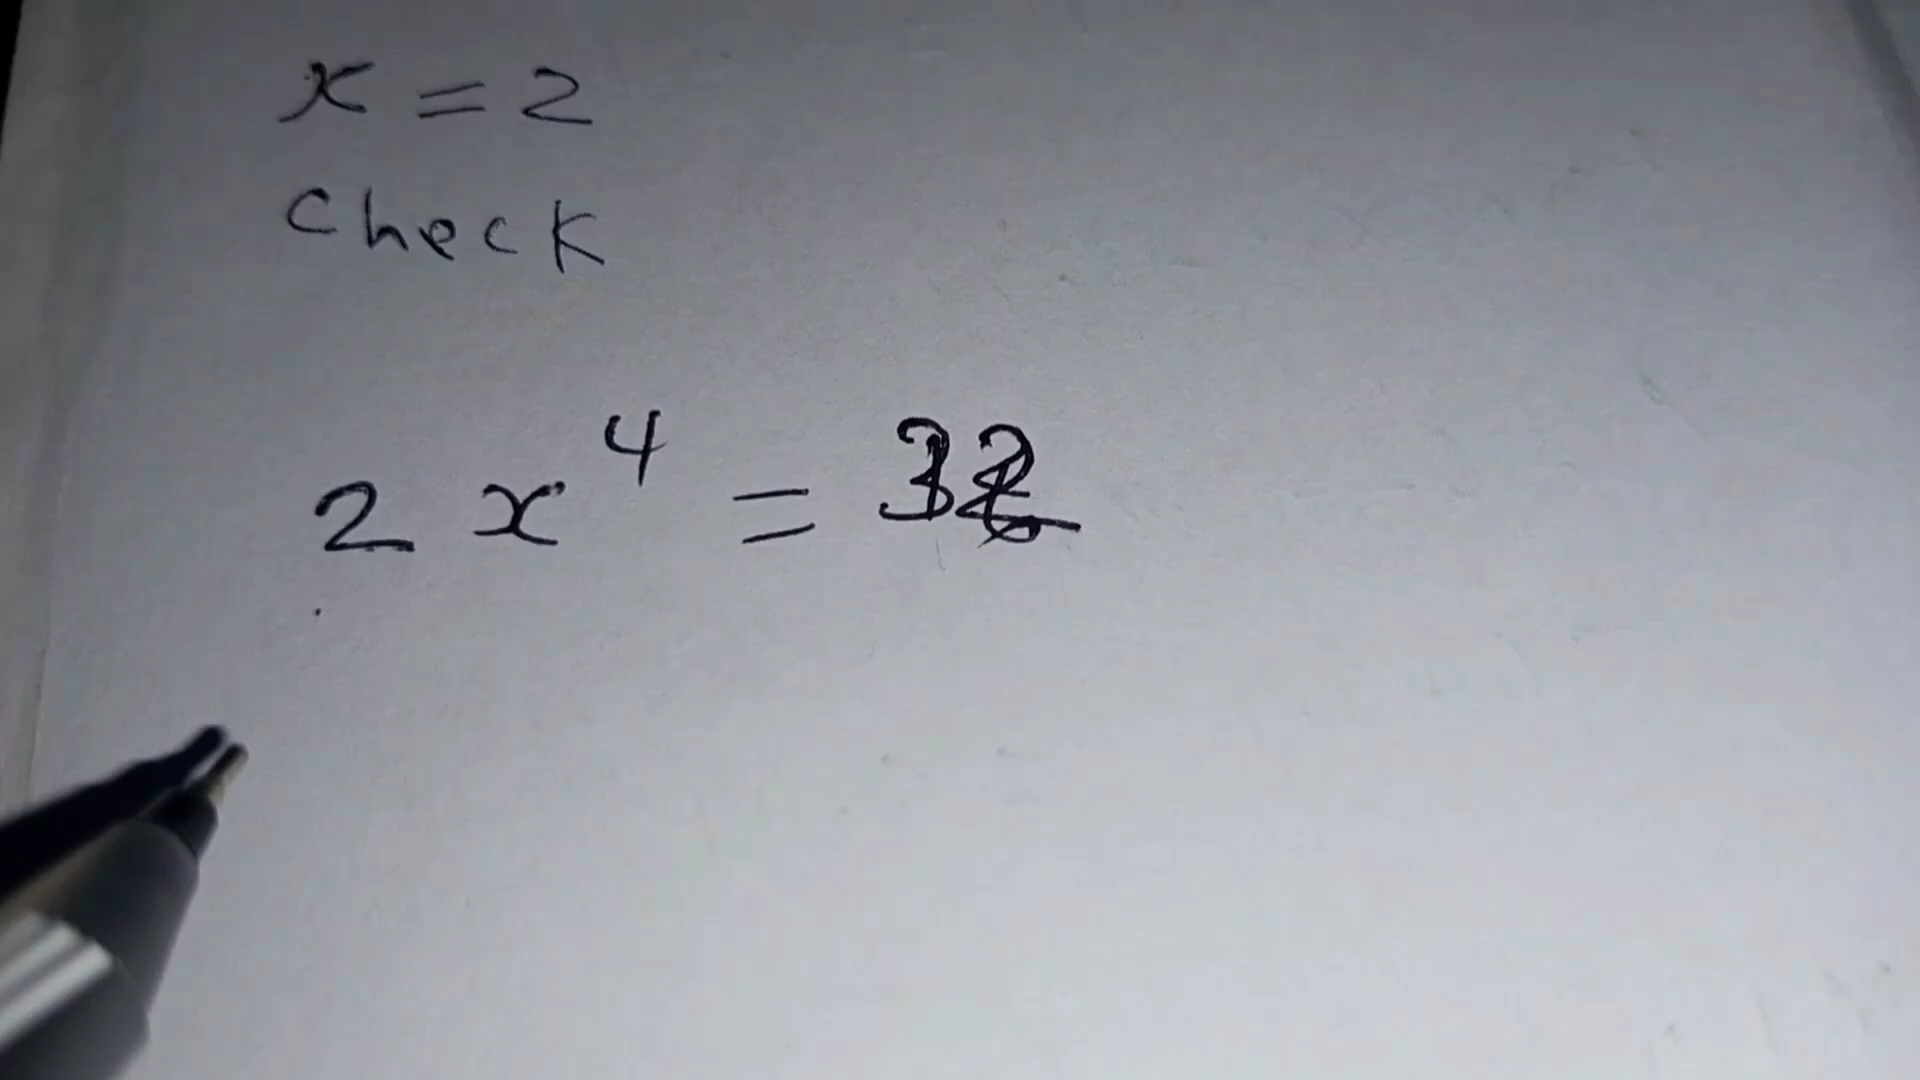 x = 2
Check
2x⁴ = 32